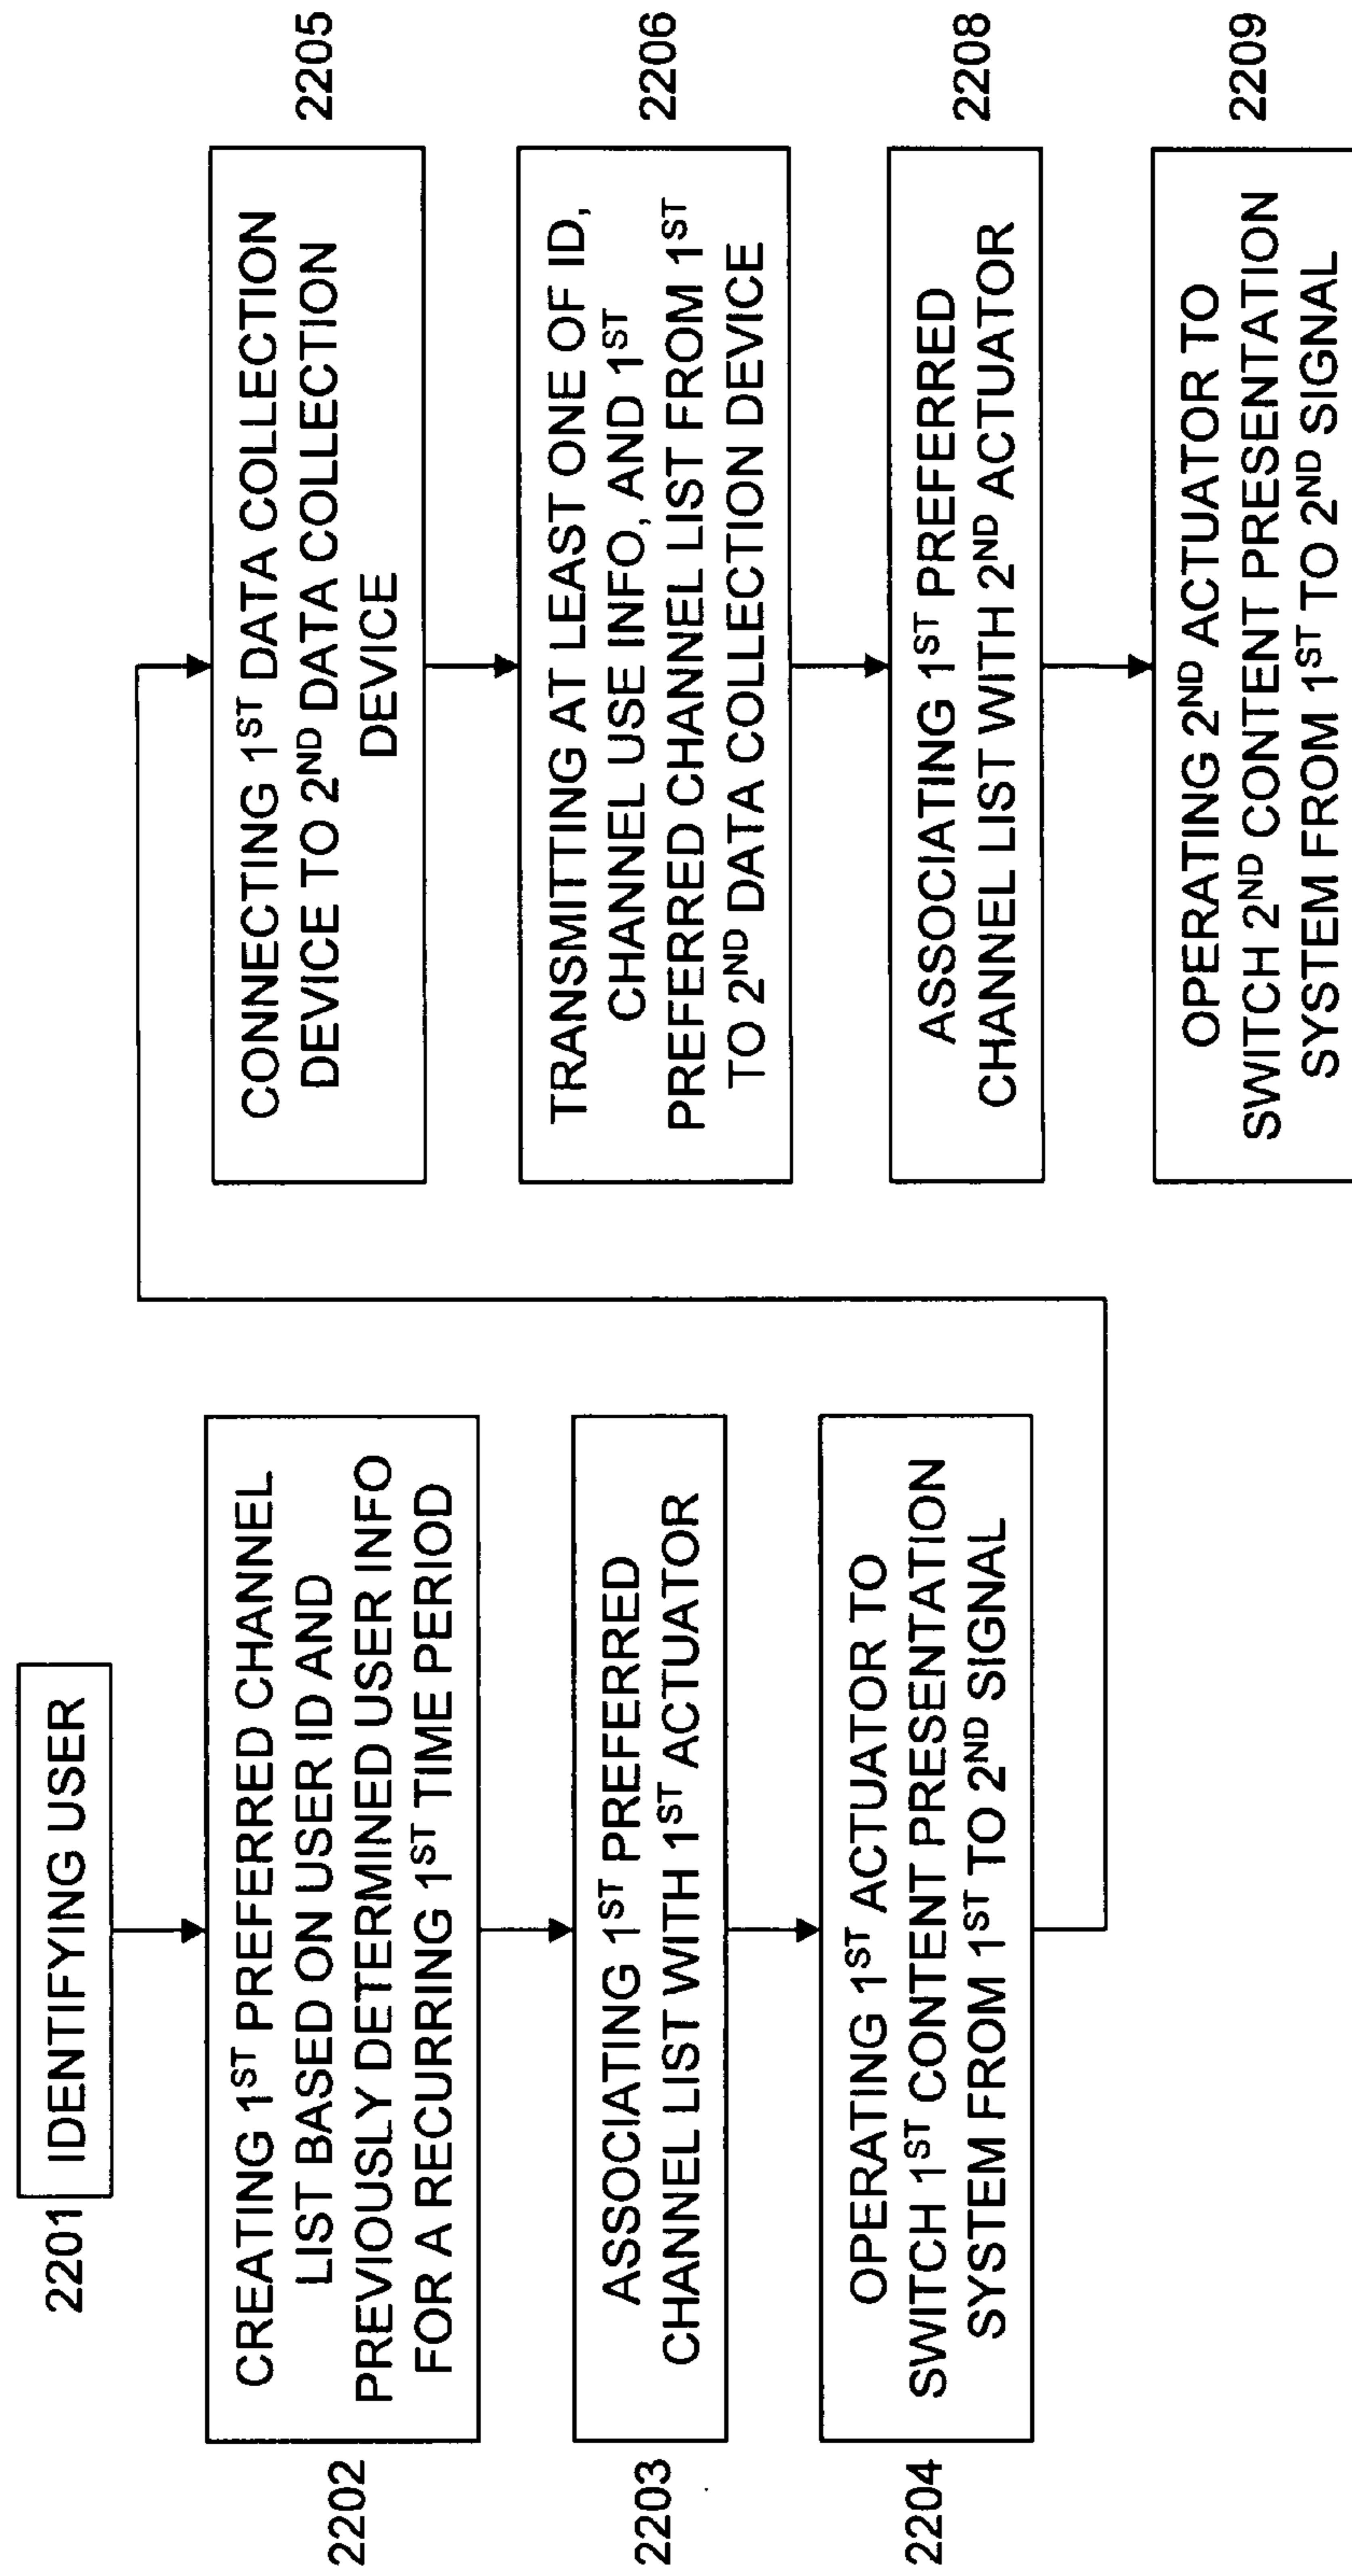 2201 IDENTIFYING USER
2202
CREATING 1ST PREFERRED CHANNEL
LIST BASED ON USER ID AND
PREVIOUSLY DETERMINED USER INFO
FOR A RECURRING 1ST TIME PERIOD
2203
ASSOCIATING 1ST PREFERRED
CHANNEL LIST WITH 1ST ACTUATOR
2204
OPERATING 1ST ACTUATOR TO
SWITCH 1ST CONTENT PRESENTATION
SYSTEM FROM 1ST TO 2ND SIGNAL
CONNECTING 1ST DATA COLLECTION
DEVICE TO 2ND DATA COLLECTION
DEVICE
2205
TRANSMITTING AT LEAST ONE OF ID,
CHANNEL USE INFO, AND 1ST
PREFERRED CHANNEL LIST FROM 1ST
TO 2ND DATA COLLECTION DEVICE
2206
ASSOCIATING 1ST PREFERRED
CHANNEL LIST WITH 2ND ACTUATOR
2208
OPERATING 2ND ACTUATOR TO
SWITCH 2ND CONTENT PRESENTATION
SYSTEM FROM 1ST TO 2ND SIGNAL
2209